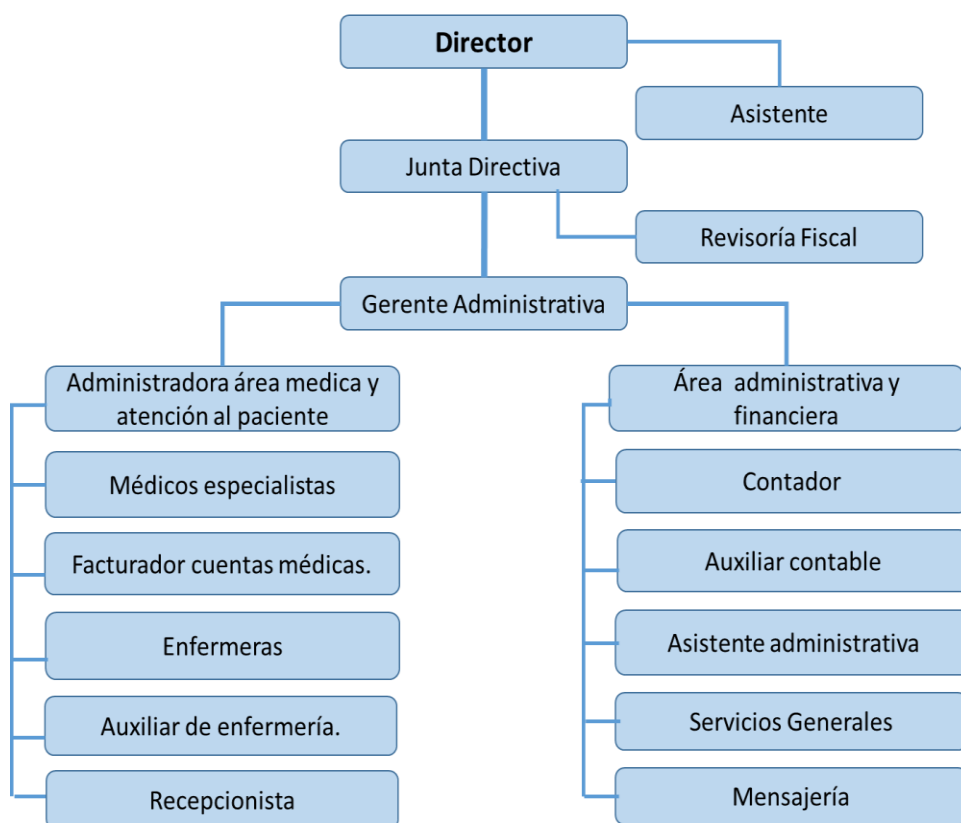 Director
Asistente
Junta Directiva
Revisoría Fiscal
Gerente Administrativa
Administradora área medica y
atención al paciente
Médicos especialistas
Facturador cuentas médicas.
Enfermeras
Auxiliar de enfermería.
Recepcionista
Área administrativa y
financiera
Contador
Auxiliar contable
Asistente administrativa
Servicios Generales
Mensajería